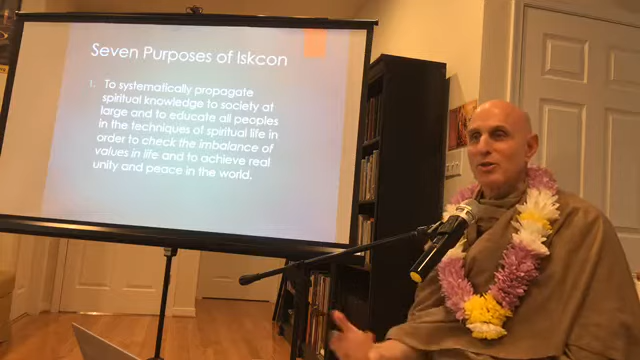 Seven Purposes of Iskcon
1. To systematically propagate
spiritual knowledge to society at
large and to educate all peoples
in the techniques of spiritual life in
order to check the imbalance of
values in life and to achieve real
unity and peace in the world.